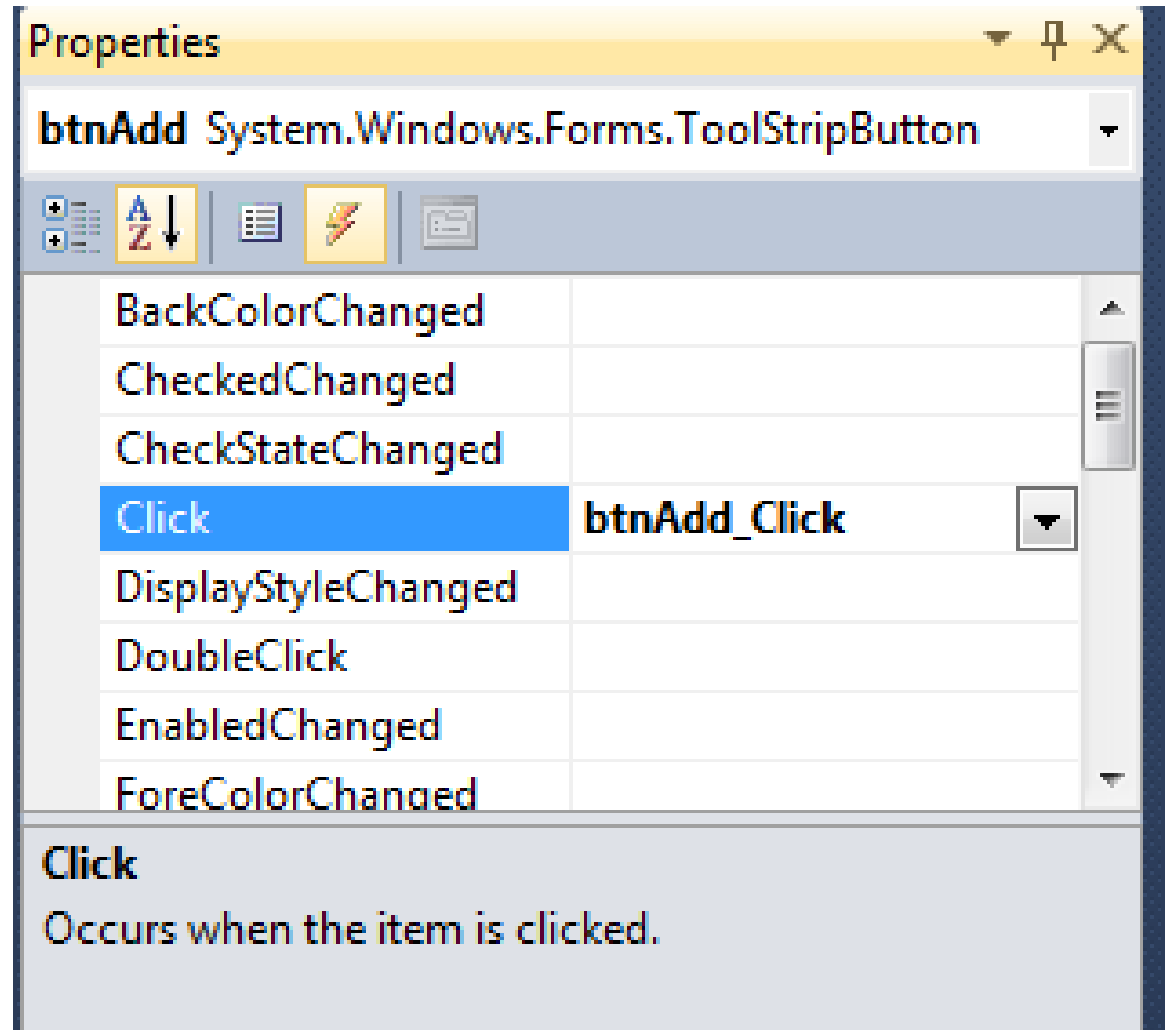 Properties
btnAdd System.Windows.Forms.ToolStripButton
BackColorChanged
CheckedChanged
CheckStateChanged
Click btnAdd_Click
DisplayStyleChanged
DoubleClick
EnabledChanged
ForeColorChanged
Click
Occurs when the item is clicked.